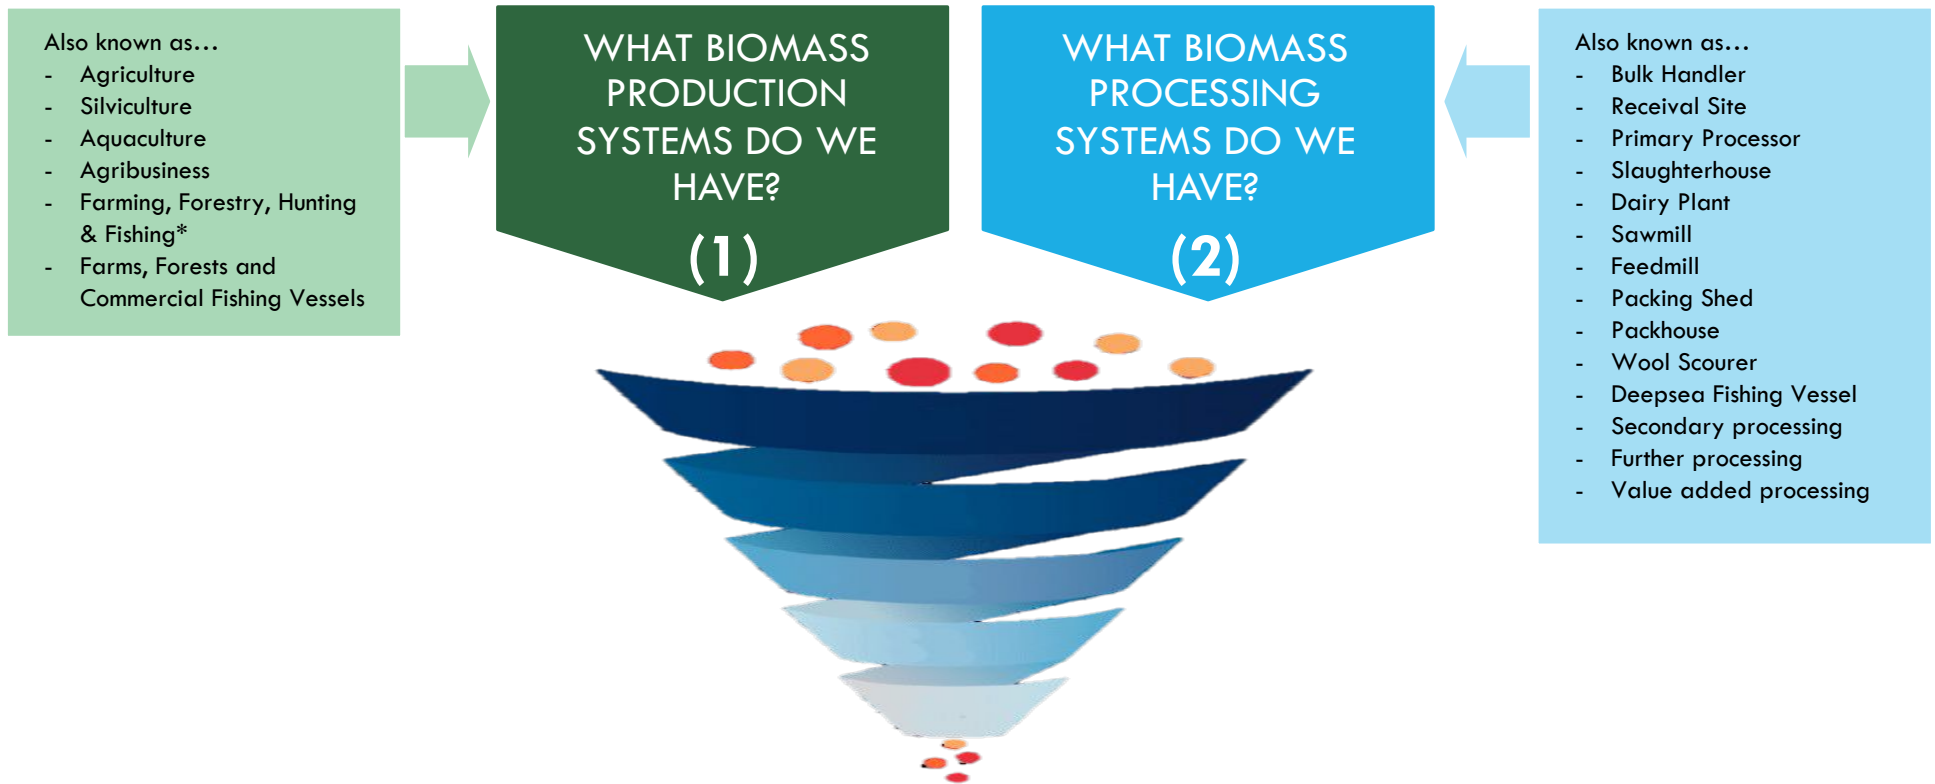 Also known as…
- Agriculture
- Silviculture
- Aquaculture
- Agribusiness
- Farming, Forestry, Hunting
& Fishing*
- Farms, Forests and
Commercial Fishing Vessels
WHAT BIOMASS
PRODUCTION
SYSTEMS DO WE
HAVE?
(1)
WHAT BIOMASS
PROCESSING
SYSTEMS DO WE
HAVE?
(2)
Also known as…
- Bulk Handler
- Receival Site
- Primary Processor
- Slaughterhouse
- Dairy Plant
- Sawmill
- Feedmill
- Packing Shed
- Packhouse
- Wool Scourer
- Deepsea Fishing Vessel
- Secondary processing
- Further processing
- Value added processing